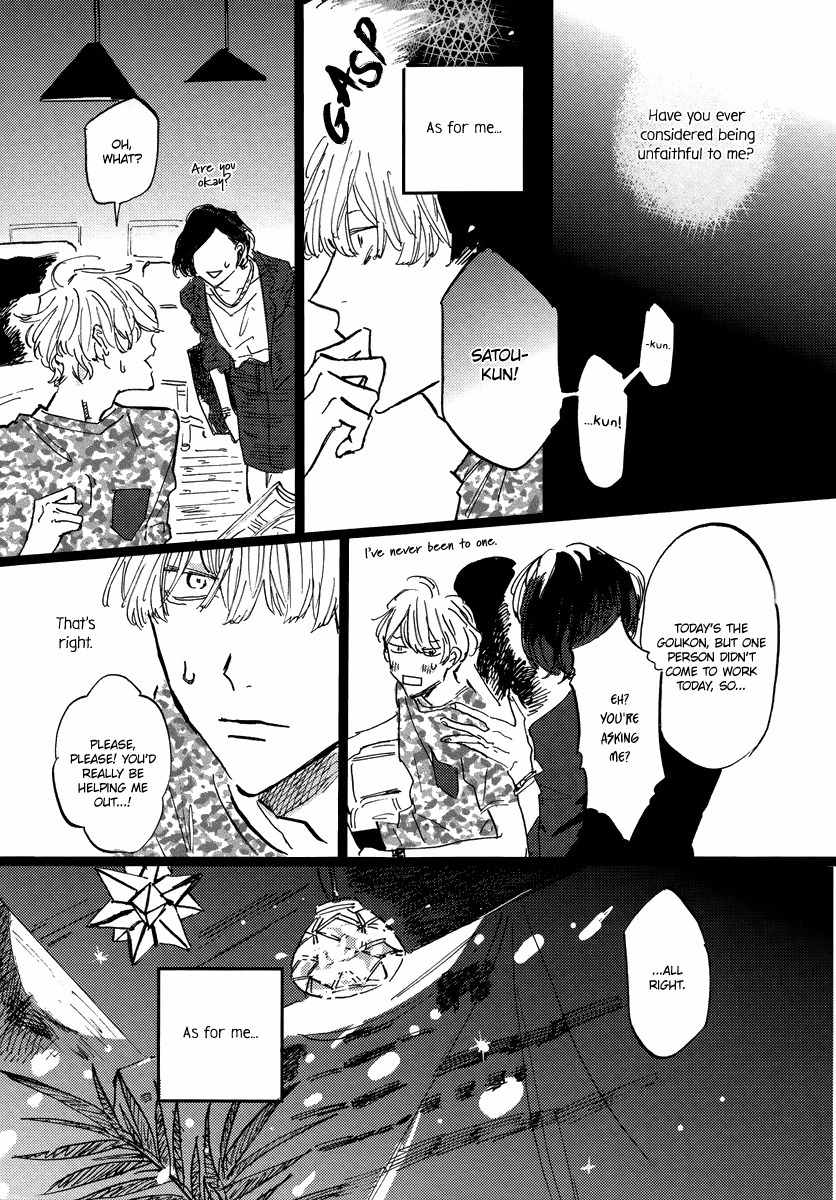 Have you ever
considered being
unfaithful to me?
As for me...
GASP
-kun.
...kun!
SATOU-
KUN!
OH,
WHAT?
Are you
okay?
TODAY'S THE
GOUKON, BUT ONE
PERSON DIDN'T
COME TO WORK
TODAY, SO...
EH?
YOU'RE
ASKING
ME?
I've never been to one.
That's
right.
PLEASE,
PLEASE! YOU'D
REALLY BE
HELPING ME
OUT...!
...ALL
RIGHT.
As for me...